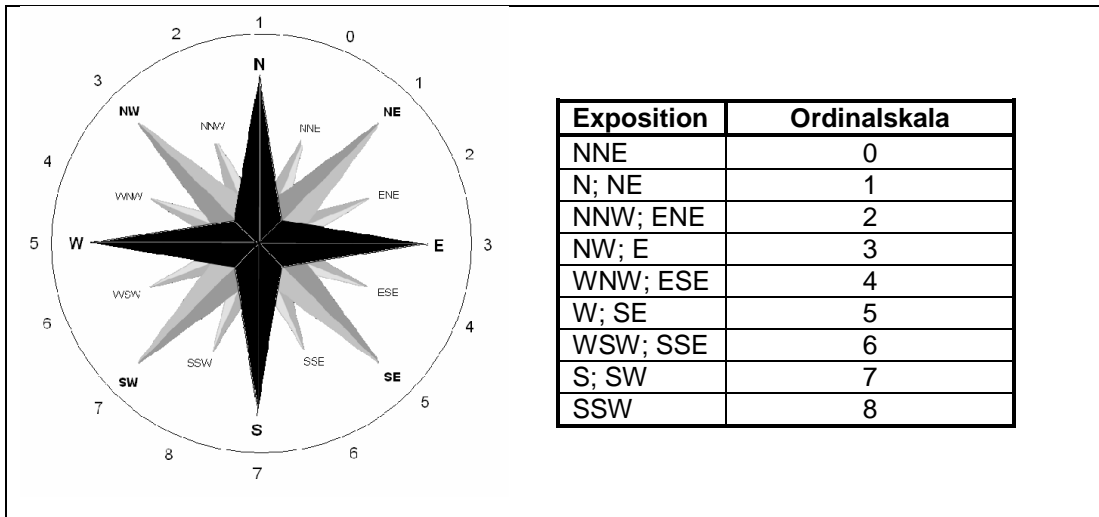 1
2 0
N
3 1
NW NE
NNW NNE
4 2
WNW ENE
5 W E 3
WSW ESE
6 4
SSW SSE
SW SE
7 5
S
8 6
7
Exposition Ordinalskala
NNE 0
N; NE 1
NNW; ENE 2
NW; E 3
WNW; ESE 4
W; SE 5
WSW; SSE 6
S; SW 7
SSW 8